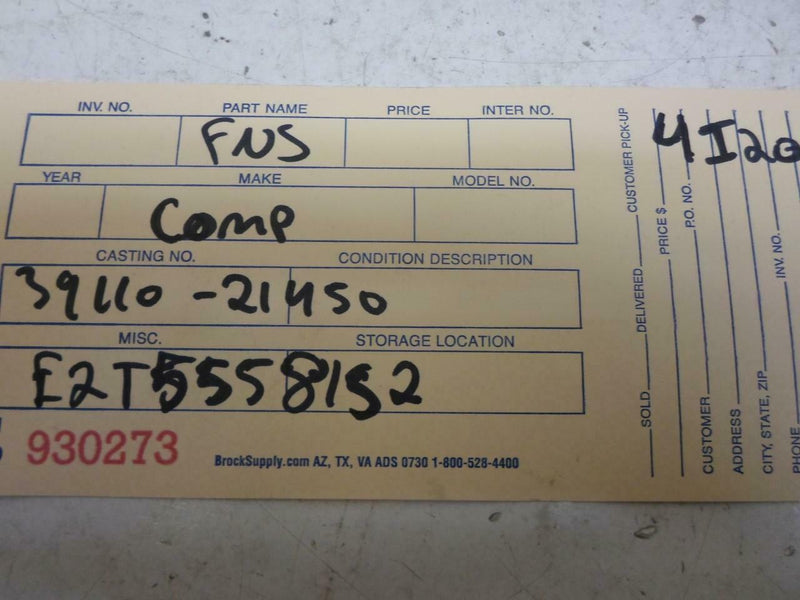 INV. NO. PART NAME PRICE INTER NO.
FNS
YEAR MAKE MODEL NO.
Comp
CASTING NO. CONDITION DESCRIPTION
39110-21450
MISC. STORAGE LOCATION
E2T5558152
930273
BrockSupply.com AZ, TX, VA ADS 0730 1-800-528-4400
SOLD DELIVERED CUSTOMER PICK-UP
PRICE $
P.O. NO.
CUSTOMER
ADDRESS
CITY, STATE, ZIP
INV. NO.
PHONE
4I20